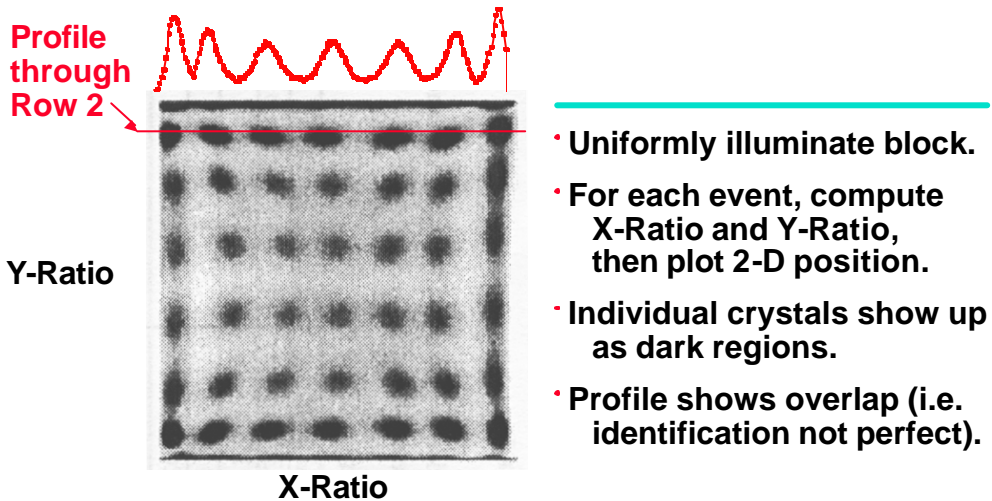 Profile
through
Row 2
Y-Ratio
X-Ratio
• Uniformly illuminate block.
• For each event, compute
X-Ratio and Y-Ratio,
then plot 2-D position.
• Individual crystals show up
as dark regions.
• Profile shows overlap (i.e.
identification not perfect).